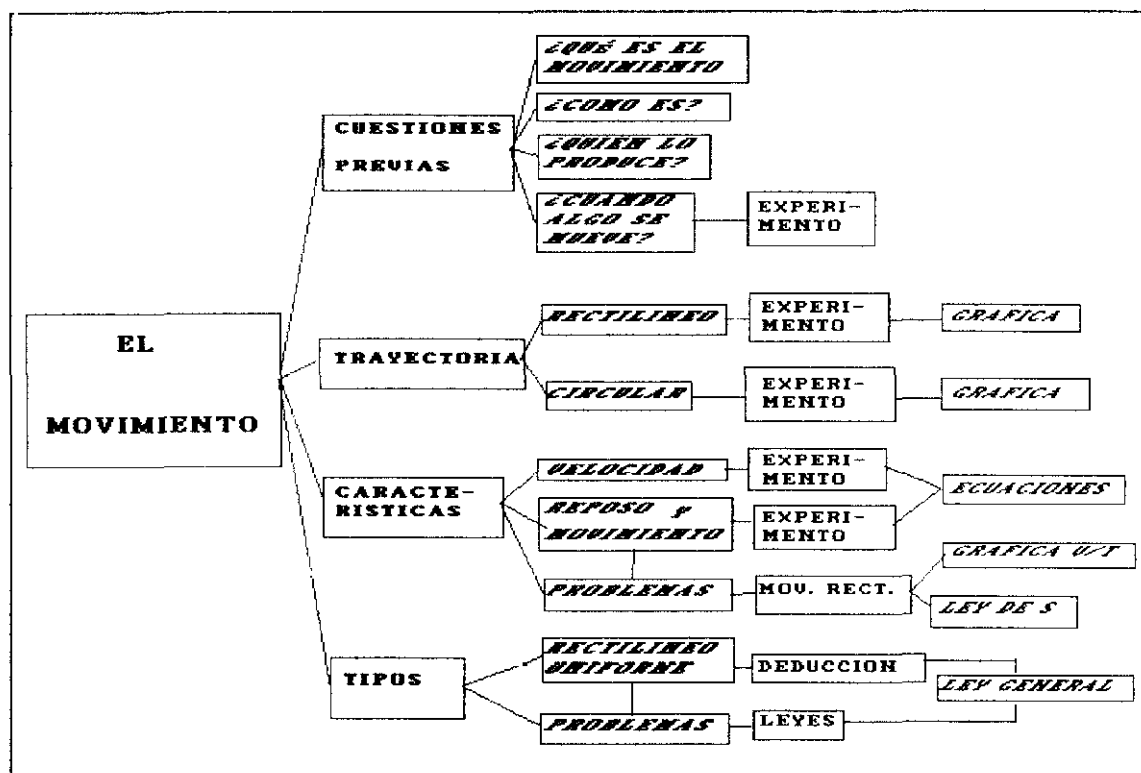 ¿QUÉ ES EL
MOVIMIENTO
¿COMO ES?
CUESTIONES
PREVIAS
¿QUIEN LO
PRODUCE?
¿CUANDO
ALGO SE
MUEVE?
EXPERI-
MENTO
EL
MOVIMIENTO
TRAYECTORIA
RECTILINEO
EXPERI-
MENTO
GRAFICA
CIRCULAR
EXPERI-
MENTO
GRAFICA
CARACTE-
RISTICAS
VELOCIDAD
EXPERI-
MENTO
REPOSO y
MOVIMIENTO
EXPERI-
MENTO
ECUACIONES
PROBLEMAS
MOV. RECT.
GRAFICA V/T
LEY DE S
TIPOS
RECTILINEO
UNIFORME
DEDUCCION
PROBLEMAS
LEYES
LEY GENERAL